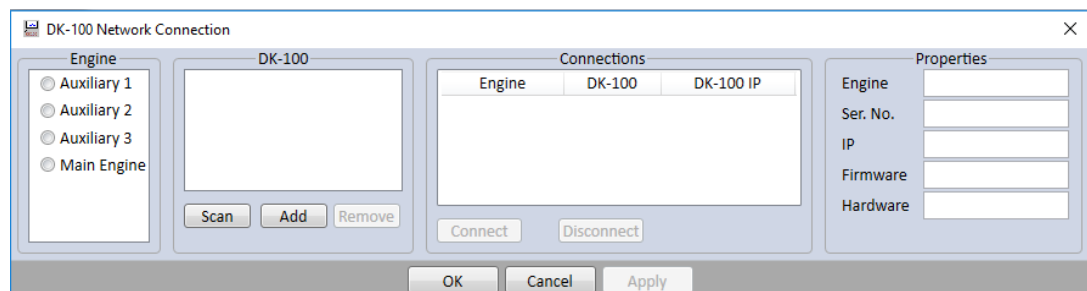 DK-100 Network Connection
Engine
Auxiliary 1
Auxiliary 2
Auxiliary 3
Main Engine
DK-100
Scan Add Remove
Connections
Engine DK-100 DK-100 IP
Connect Disconnect
Properties
Engine
Ser. No.
IP
Firmware
Hardware
OK Cancel Apply